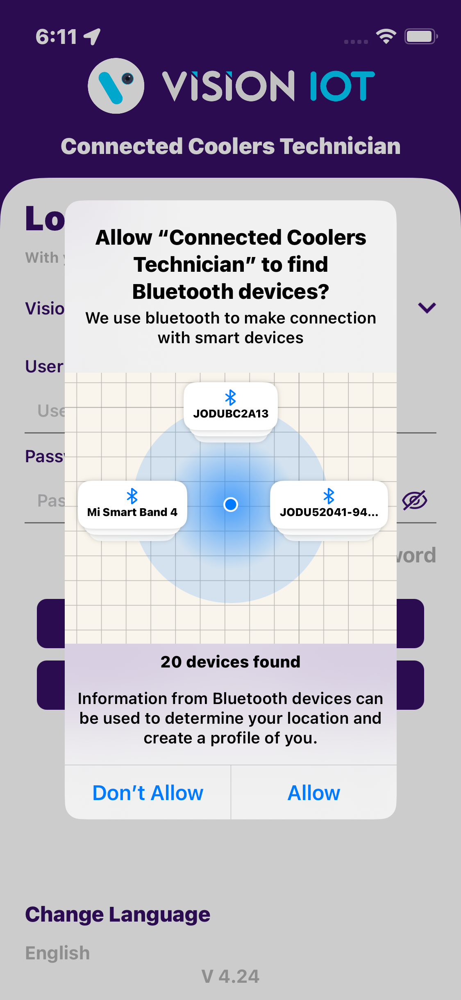 6:11
VISION IOT
Connected Coolers Technician
Lo
With
Visio
User
Use
Pass
Pas
word
Allow “Connected Coolers
Technician” to find
Bluetooth devices?
We use bluetooth to make connection
with smart devices
JODUBC2A13
Mi Smart Band 4
JODU52041-94...
20 devices found
Information from Bluetooth devices can
be used to determine your location and
create a profile of you.
Don’t Allow
Allow
Change Language
English
V 4.24